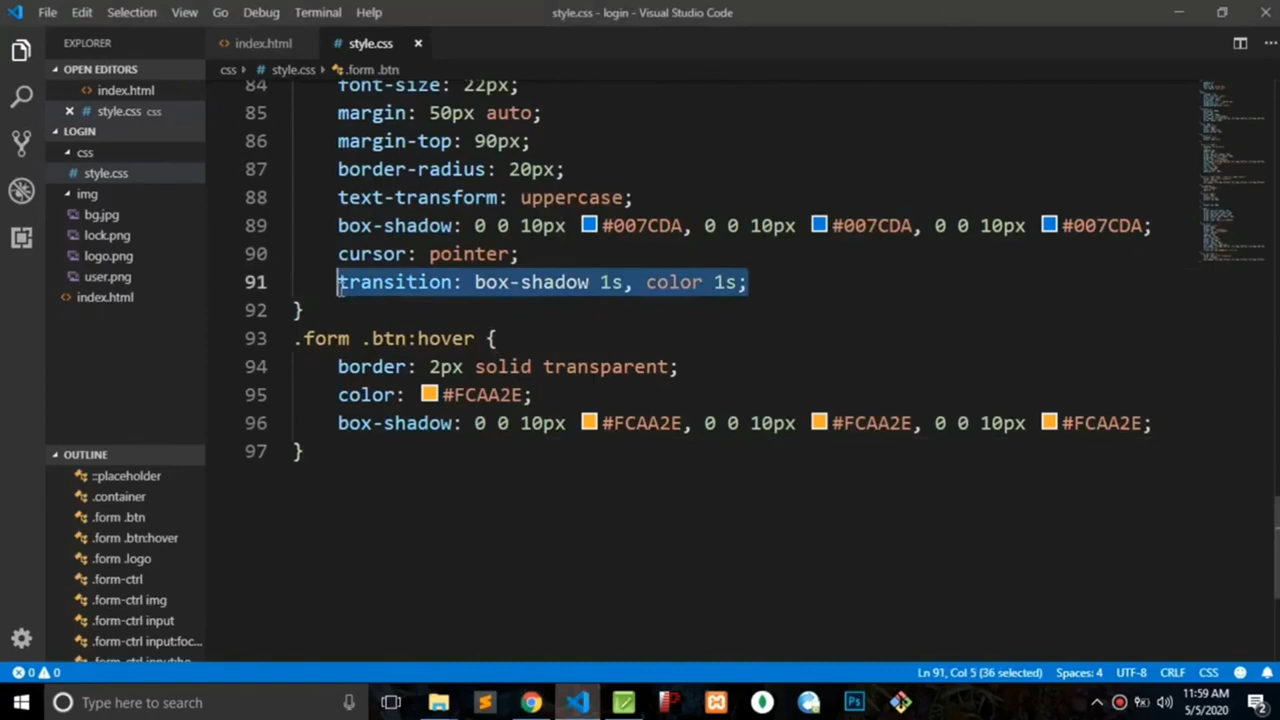 File Edit Selection View Go Debug Terminal Help
style.css - login - Visual Studio Code
EXPLORER
OPEN EDITORS
index.html
style.css css
LOGIN
css
style.css
img
bg.jpg
lock.png
logo.png
user.png
index.html
OUTLINE
::placeholder
.container
.form .btn
.form .btn:hover
.form .logo
.form-ctrl
.form-ctrl img
.form-ctrl input
.form-ctrl input:foc...
index.html
style.css
css > # style.css > .form .btn
84 font-size: 22px;
85 margin: 50px auto;
86 margin-top: 90px;
87 border-radius: 20px;
88 text-transform: uppercase;
89 box-shadow: 0 0 10px #007CDA, 0 0 10px #007CDA, 0 0 10px #007CDA;
90 cursor: pointer;
91 transition: box-shadow 1s, color 1s;
92 }
93 .form .btn:hover {
94 border: 2px solid transparent;
95 color: #FCAA2E;
96 box-shadow: 0 0 10px #FCAA2E, 0 0 10px #FCAA2E, 0 0 10px #FCAA2E;
97 }
0 0
Ln 91, Col 5 (36 selected) Spaces: 4 UTF-8 CRLF CSS
Type here to search
Ps
11:59 AM
5/5/2020
2